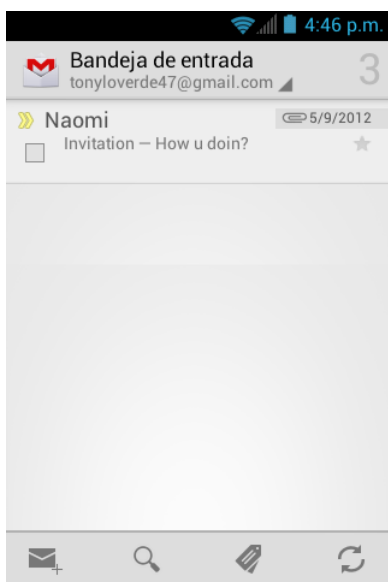 4:46 p.m.
Bandeja de entrada
tonyloverde47@gmail.com
3
Naomi
5/9/2012
Invitation — How u doin?